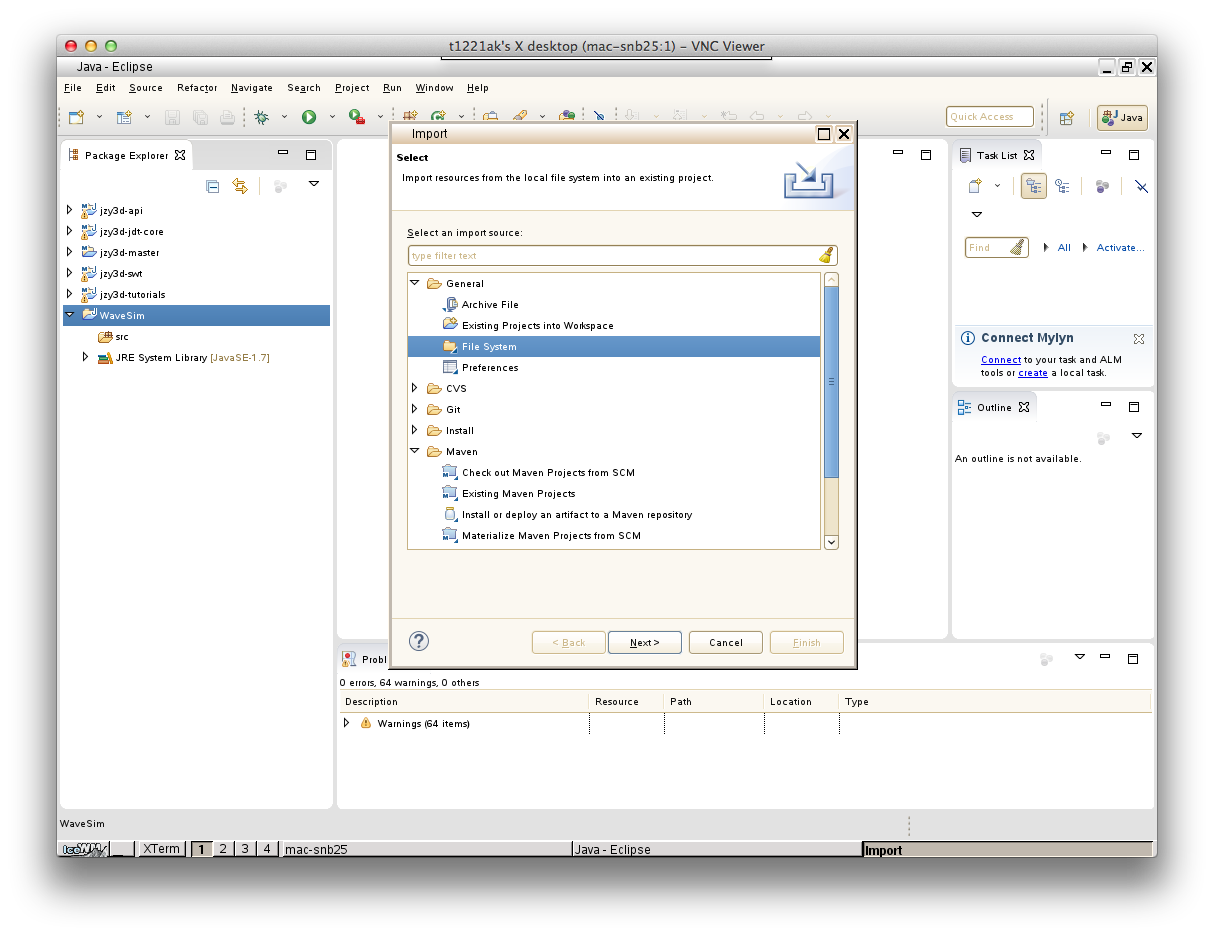 t1221ak's X desktop (mac-snb25:1) – VNC Viewer
Java - Eclipse
File Edit Source Refactor Navigate Search Project Run Window Help
Quick Access
Java
Import
Select
Import resources from the local file system into an existing project.
Select an import source:
type filter text
General
Archive File
Existing Projects into Workspace
File System
Preferences
CVS
Git
Install
Maven
Check out Maven Projects from SCM
Existing Maven Projects
Install or deploy an artifact to a Maven repository
Materialize Maven Projects from SCM
< Back Next > Cancel Finish
Package Explorer
jzy3d-api
jzy3d-jdt-core
jzy3d-master
jzy3d-swt
jzy3d-tutorials
WaveSim
src
JRE System Library [JavaSE-1.7]
Task List
Find All Activate...
Connect Mylyn
Connect to your task and ALM
tools or create a local task.
Outline
An outline is not available.
Probl
0 errors, 64 warnings, 0 others
Description Resource Path Location Type
Warnings (64 items)
WaveSim
IceWM XTerm 1 2 3 4 mac-snb25 Java - Eclipse Import